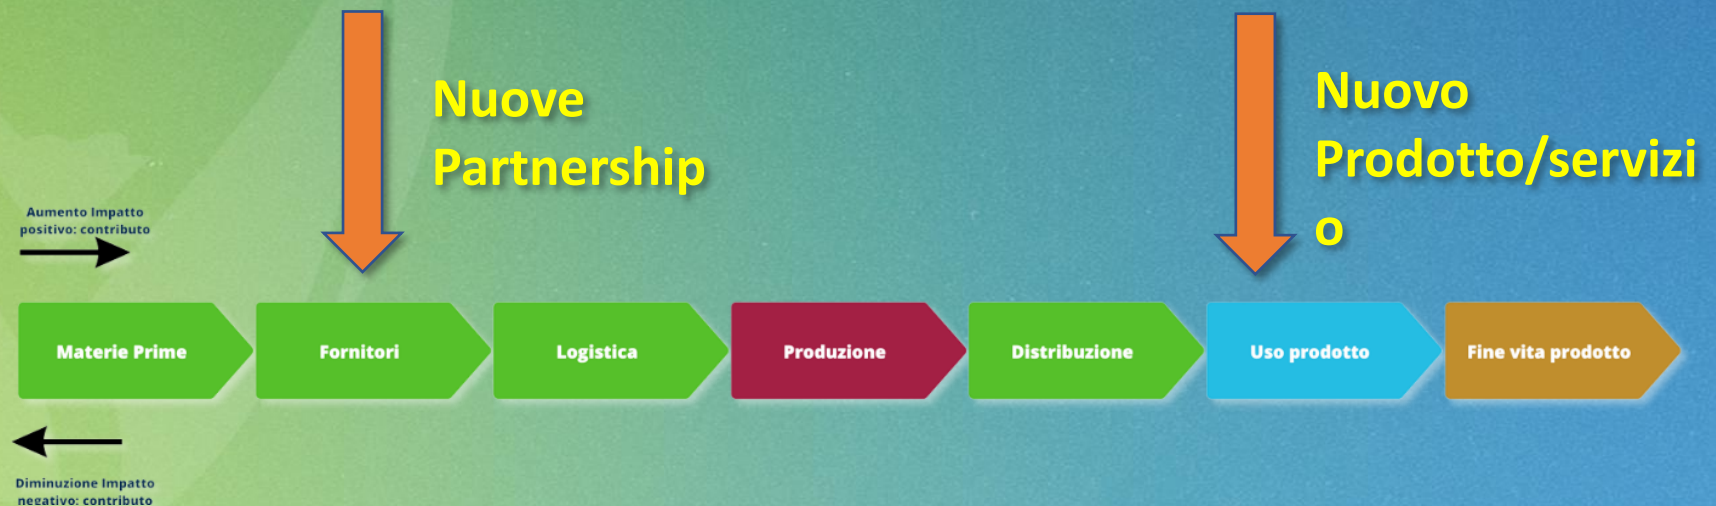 Nuove
Partnership
Nuovo
Prodotto/servizi
o
Aumento Impatto
positivo: contributo
Materie Prime
Fornitori
Logistica
Produzione
Distribuzione
Uso prodotto
Fine vita prodotto
Diminuzione Impatto
negativo: contributo